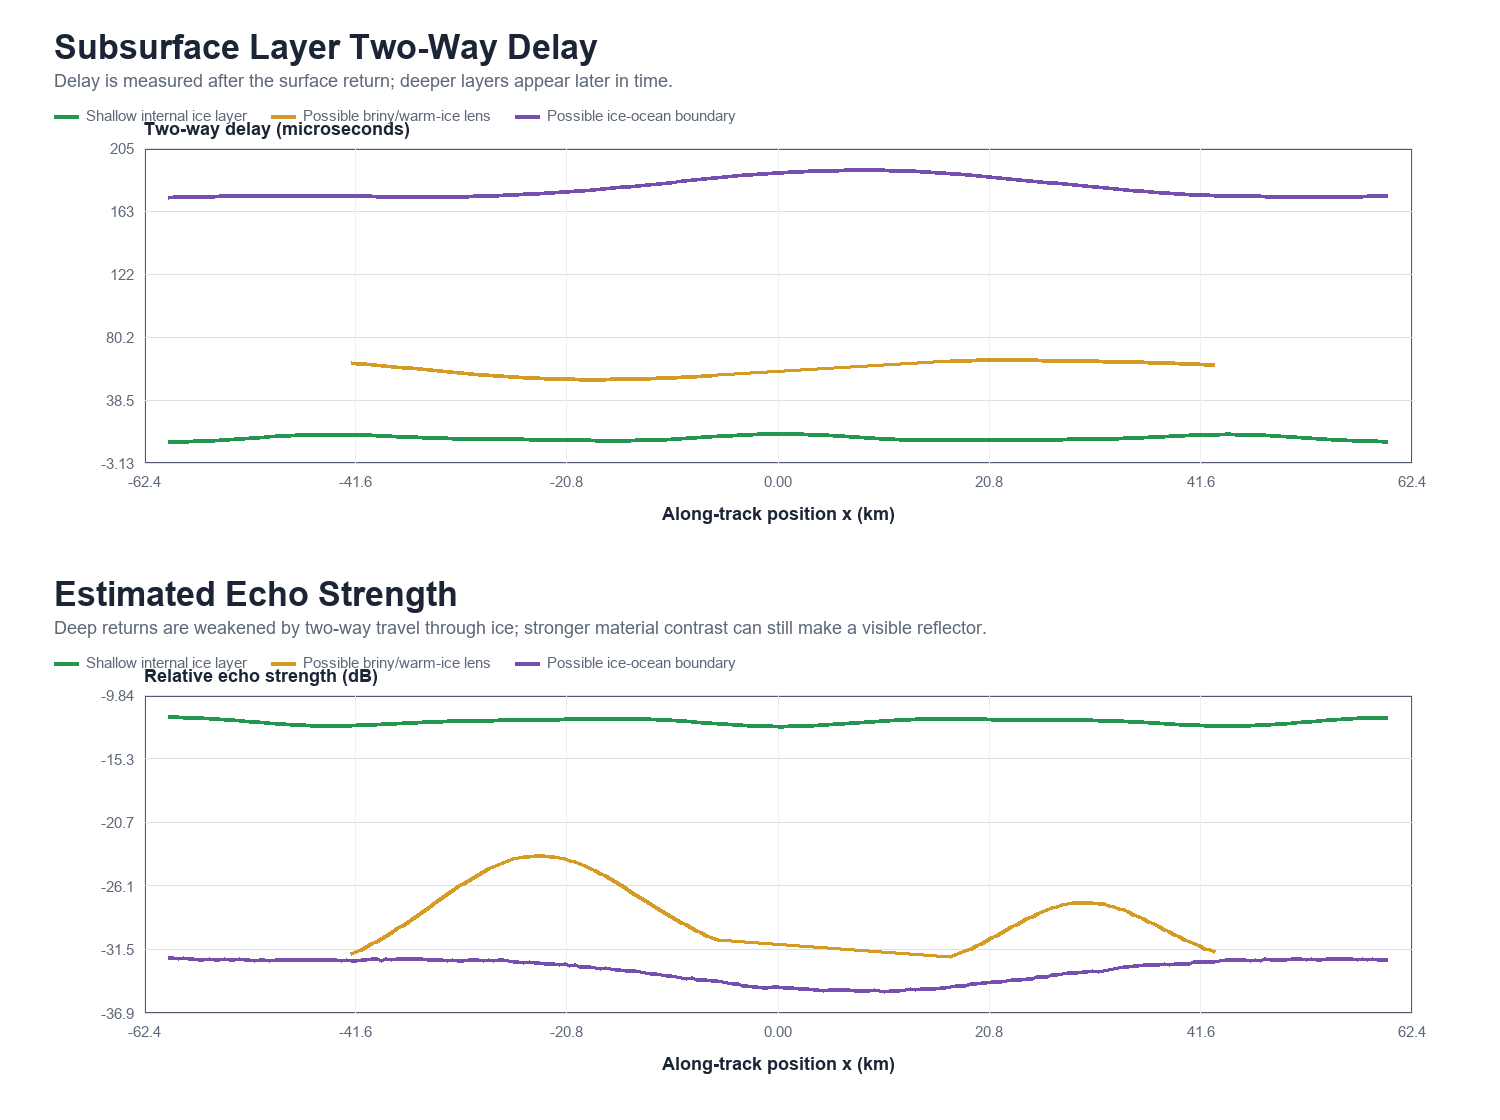 Subsurface Layer Two-Way Delay
Delay is measured after the surface return; deeper layers appear later in time.
Shallow internal ice layer Possible briny/warm-ice lens Possible ice-ocean boundary
Two-way delay (microseconds)
205
163
122
80.2
38.5
-3.13
-62.4 -41.6 -20.8 0.00 20.8 41.6 62.4
Along-track position x (km)
Estimated Echo Strength
Deep returns are weakened by two-way travel through ice; stronger material contrast can still make a visible reflector.
Shallow internal ice layer Possible briny/warm-ice lens Possible ice-ocean boundary
Relative echo strength (dB)
-9.84
-15.3
-20.7
-26.1
-31.5
-36.9
-62.4 -41.6 -20.8 0.00 20.8 41.6 62.4
Along-track position x (km)